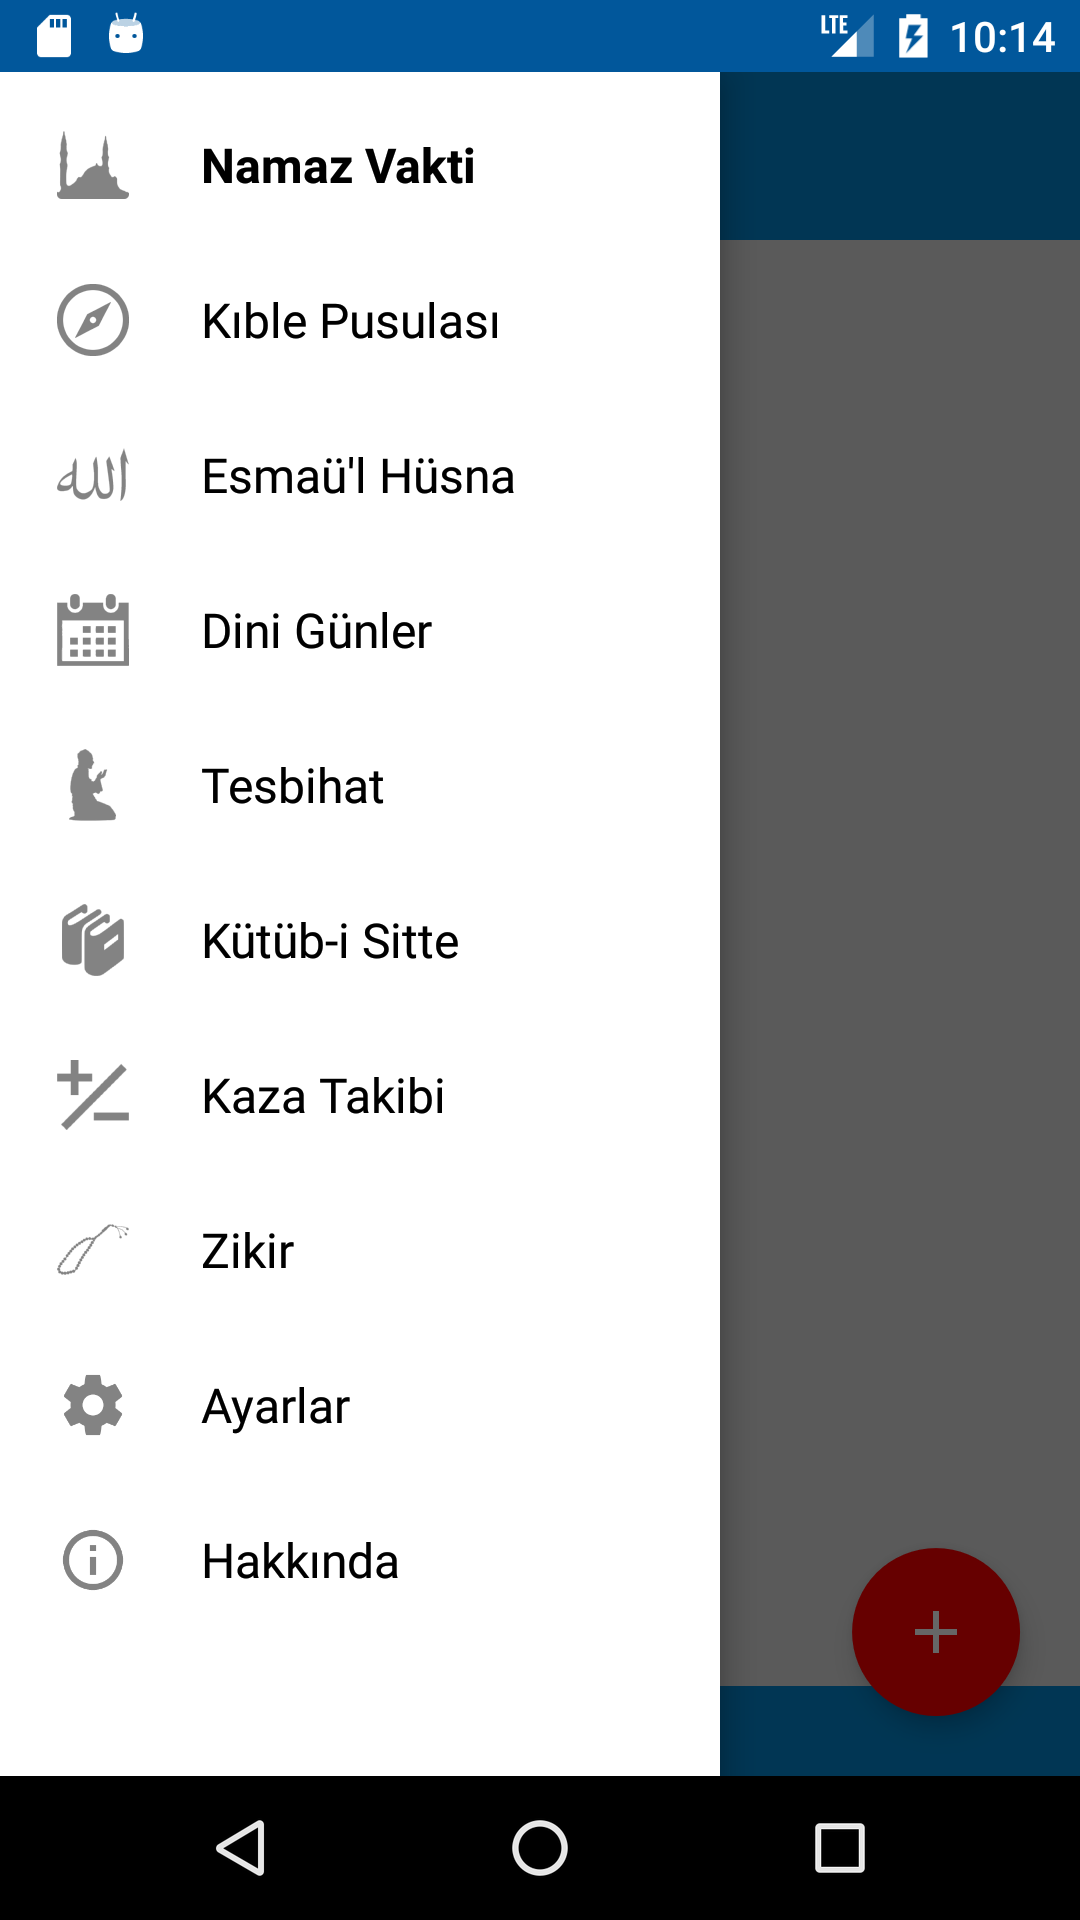 LTE 10:14
Namaz Vakti
Kıble Pusulası
الله
Esmaü'l Hüsna
Dini Günler
Tesbihat
Kütüb-i Sitte
Kaza Takibi
Zikir
Ayarlar
Hakkında